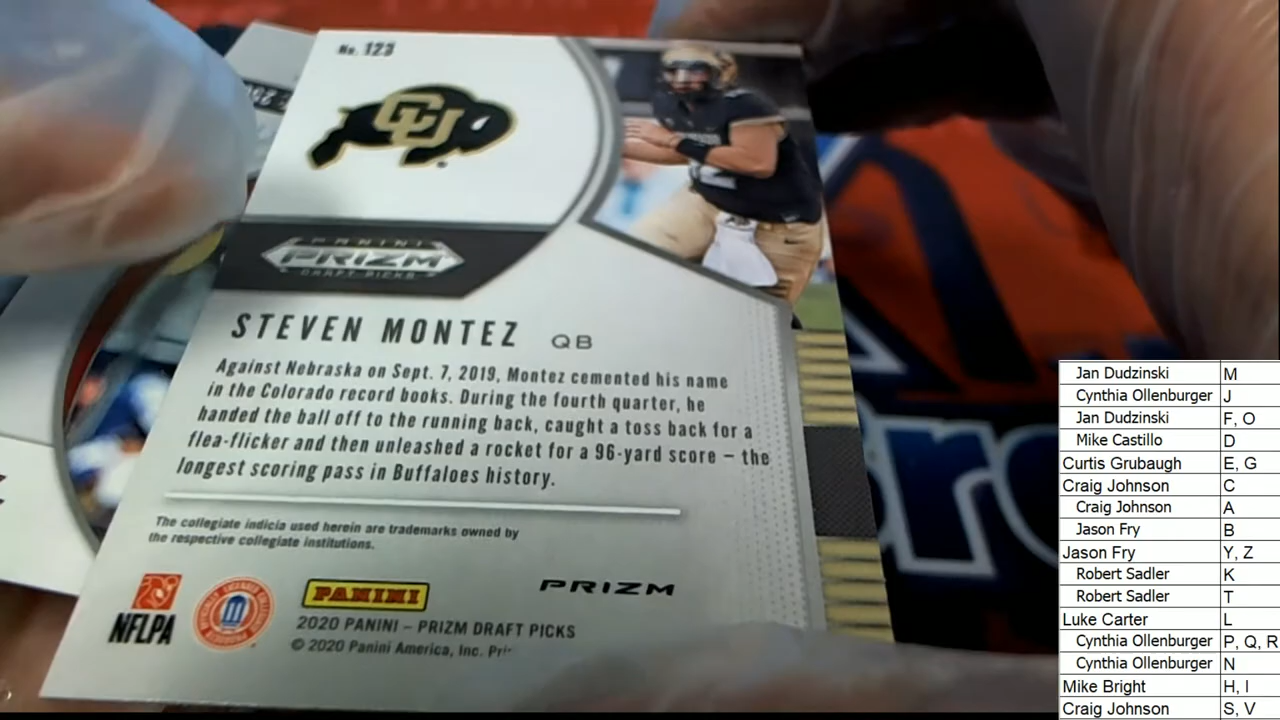 No. 123
CU
PANINI
PRIZM
DRAFT PICKS
STEVEN MONTEZ QB
Against Nebraska on Sept. 7, 2019, Montez cemented his name
in the Colorado record books. During the fourth quarter, he
handed the ball off to the running back, caught a toss back for a
flea-flicker and then unleashed a rocket for a 96-yard score – the
longest scoring pass in Buffaloes history.
The collegiate indicia used herein are trademarks owned by
the respective collegiate institutions.
NFLPA
PANINI
PRIZM
2020 PANINI – PRIZM DRAFT PICKS
© 2020 Panini America, Inc.
Jan Dudzinski M
Cynthia Ollenburger J
Jan Dudzinski F, O
Mike Castillo D
Curtis Grubaugh E, G
Craig Johnson C
Craig Johnson A
Jason Fry B
Jason Fry Y, Z
Robert Sadler K
Robert Sadler T
Luke Carter L
Cynthia Ollenburger P, Q, R
Cynthia Ollenburger N
Mike Bright H, I
Craig Johnson S, V